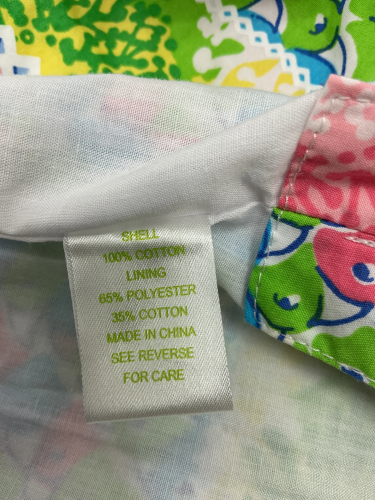 SHELL
100% COTTON
LINING
65% POLYESTER
35% COTTON
MADE IN CHINA
SEE REVERSE
FOR CARE